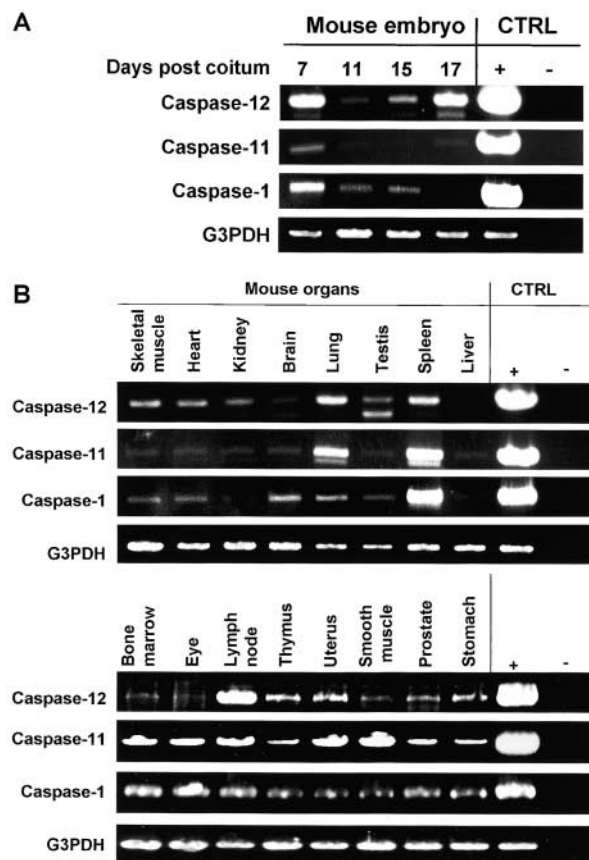 A
Mouse embryo CTRL
Days post coitum 7 11 15 17 + -
Caspase-12
Caspase-11
Caspase-1
G3PDH
B
Mouse organs CTRL
Skeletal muscle Heart Kidney Brain Lung Testis Spleen Liver + -
Caspase-12
Caspase-11
Caspase-1
G3PDH
Bone marrow Eye Lymph node Thymus Uterus Smooth muscle Prostate Stomach + -
Caspase-12
Caspase-11
Caspase-1
G3PDH